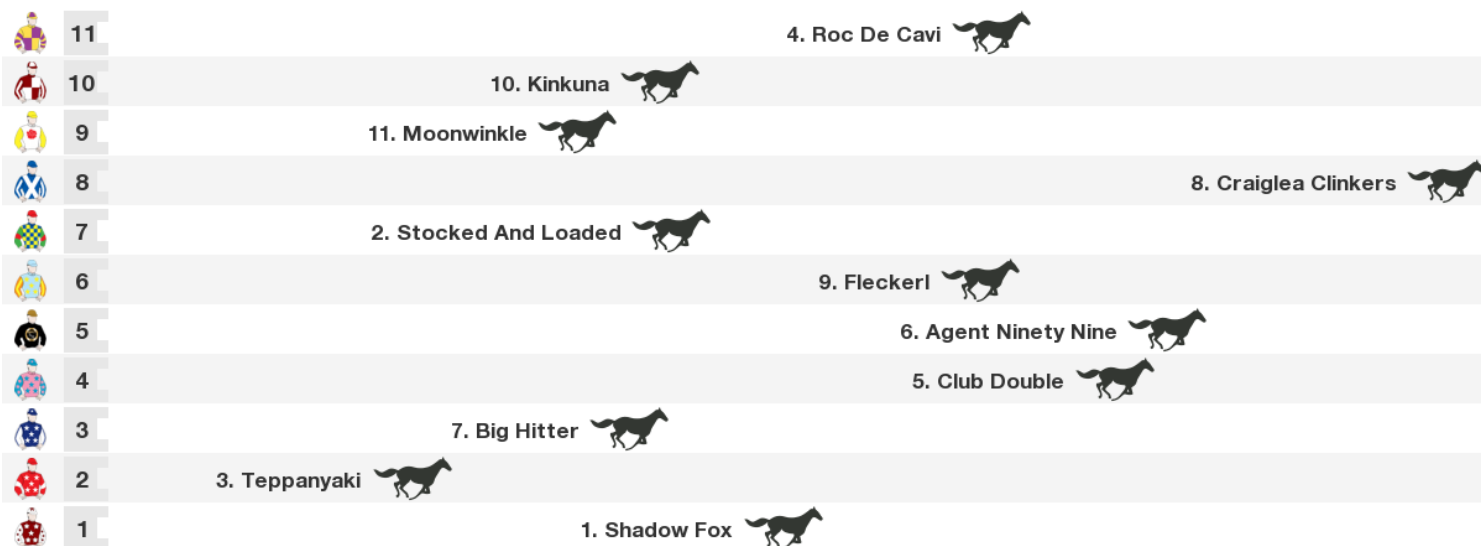 11 4. Roc De Cavi
10 10. Kinkuna
9 11. Moonwinkle
8 8. Craiglea Clinkers
7 2. Stocked And Loaded
6 9. Fleckerl
5 6. Agent Ninety Nine
4 5. Club Double
3 7. Big Hitter
2 3. Teppanyaki
1 1. Shadow Fox